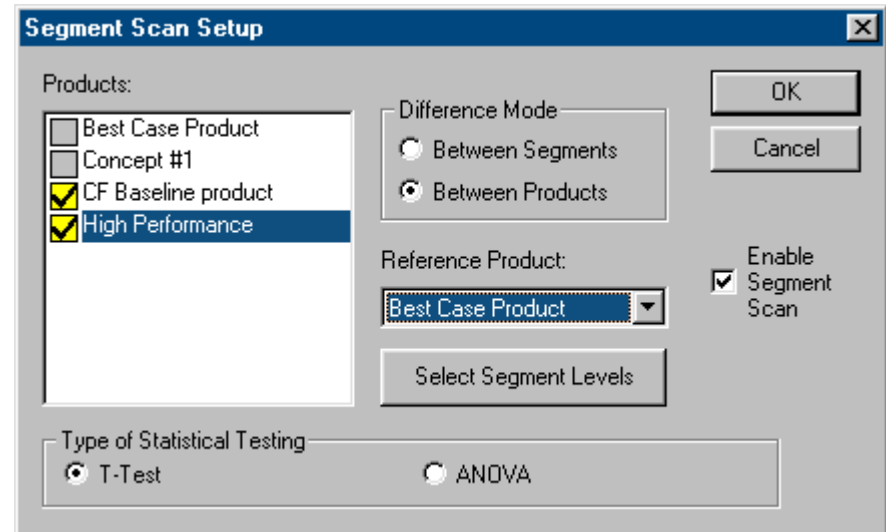 Segment Scan Setup
Products:
Best Case Product
Concept #1
CF Baseline product
High Performance
Difference Mode
Between Segments
Between Products
Reference Product:
Best Case Product
Select Segment Levels
OK
Cancel
Enable
Segment
Scan
Type of Statistical Testing
T-Test
ANOVA